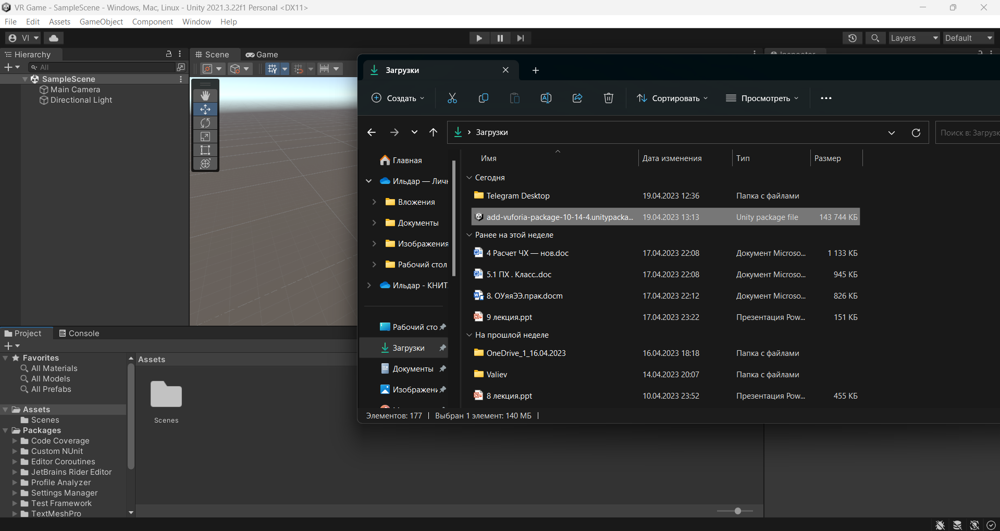 VR Game - SampleScene - Windows, Mac, Linux - Unity 2021.3.22f1 Personal <DX11>
File Edit Assets GameObject Component Window Help
VI
Layers
Default
Hierarchy
All
SampleScene
Main Camera
Directional Light
Scene
Game
Inspector
Загрузки
Создать
Сортировать
Просмотреть
Загрузки
Поиск в: Загрузк
Главная
Ильдар — Личн
Вложения
Документы
Изображения
Рабочий стол
Ильдар - КНИТ
Рабочий сто
Загрузки
Документы
Изображени
Имя Дата изменения Тип Размер
Сегодня
Telegram Desktop 19.04.2023 12:36 Папка с файлами
add-vuforia-package-10-14-4.unitypacka... 19.04.2023 13:13 Unity package file 143 744 КБ
Ранее на этой неделе
4 Расчет ЧХ — нов.doc 17.04.2023 22:08 Документ Microso... 1 133 КБ
5.1 ПХ . Класс..doc 17.04.2023 22:08 Документ Microso... 945 КБ
8. ОУяяЭЭ.прак.docm 17.04.2023 22:12 Документ Microso... 826 КБ
9 лекция.ppt 17.04.2023 23:22 Презентация Pow... 151 КБ
На прошлой неделе
OneDrive_1_16.04.2023 16.04.2023 18:18 Папка с файлами
Valiev 14.04.2023 20:07 Папка с файлами
8 лекция.ppt 10.04.2023 23:52 Презентация Pow... 455 КБ
Элементов: 177 Выбран 1 элемент: 140 МБ
Project
Console
Favorites
All Materials
All Models
All Prefabs
Assets
Scenes
Packages
Code Coverage
Custom NUnit
Editor Coroutines
JetBrains Rider Editor
Profile Analyzer
Settings Manager
Test Framework
TextMeshPro
Assets
Scenes